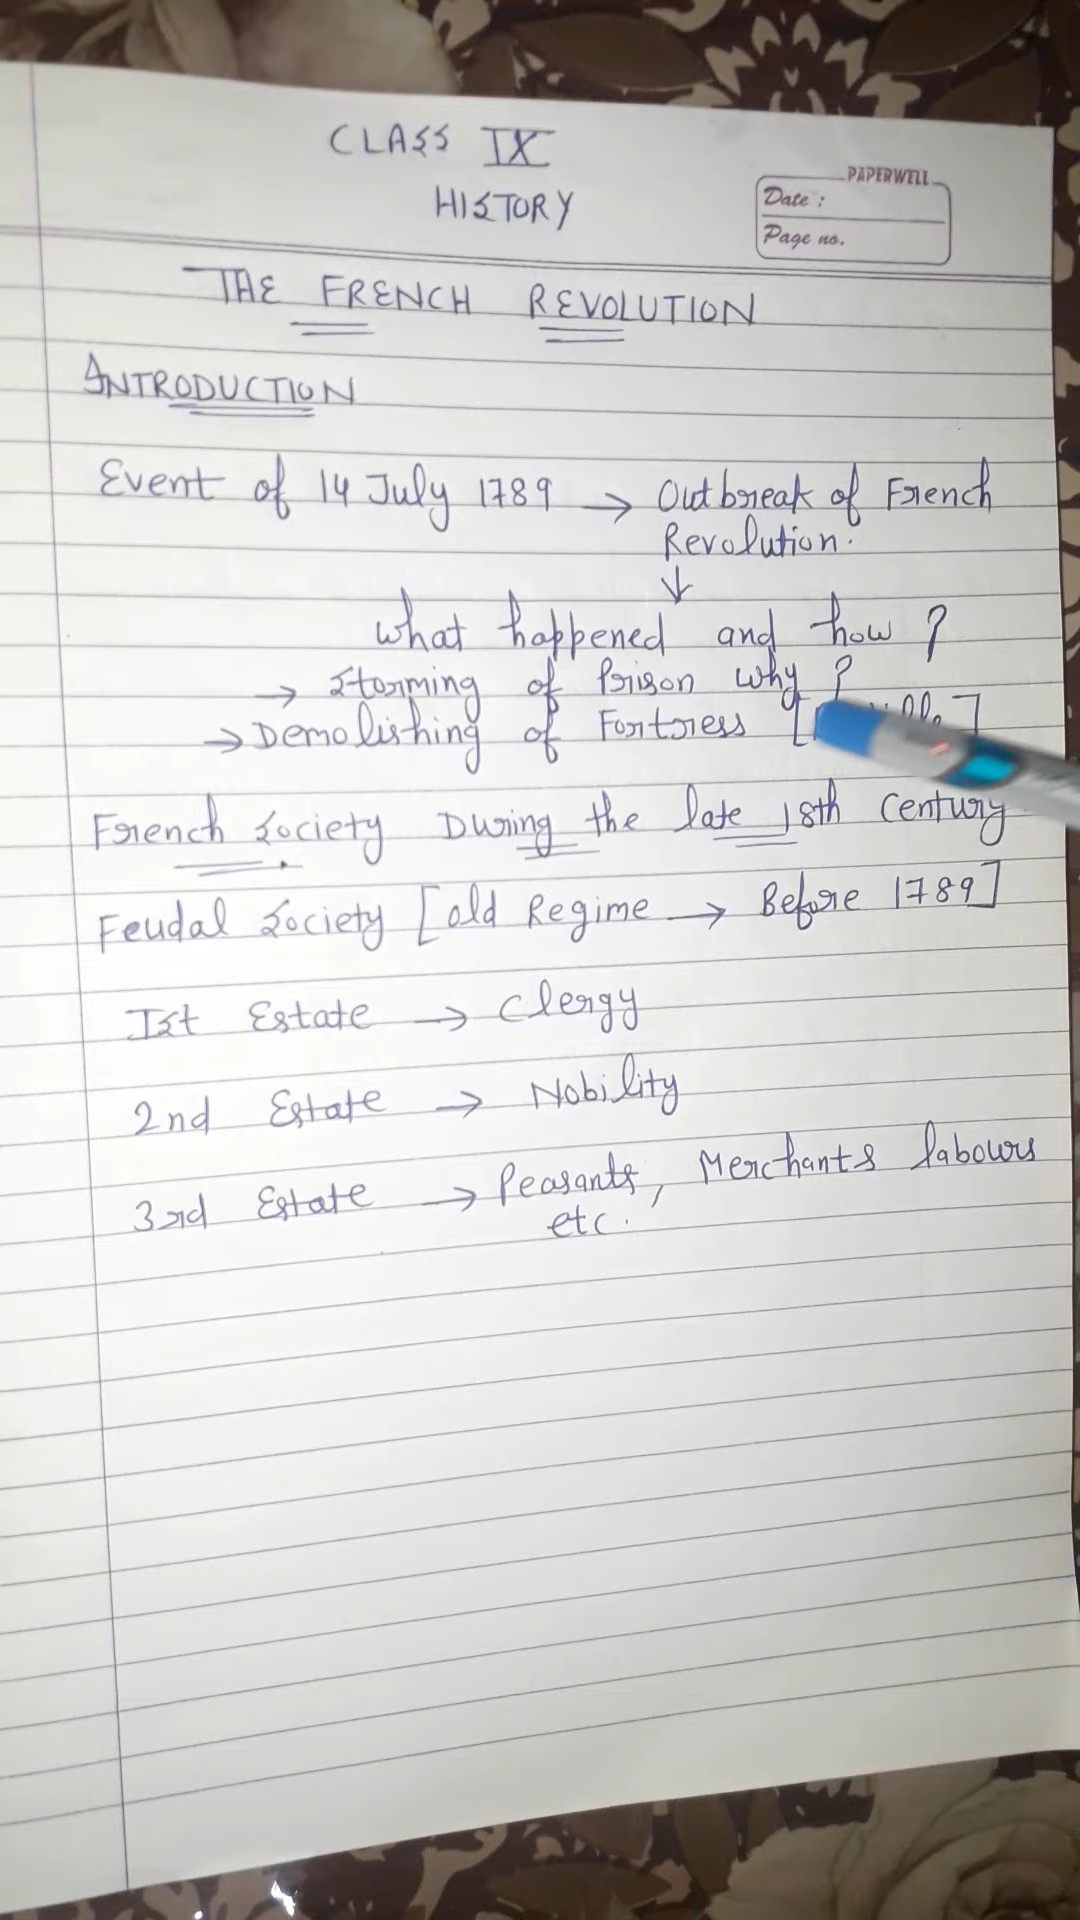 CLASS IX
HISTORY
PAPERWELL
Date :
Page no.
THE FRENCH REVOLUTION
INTRODUCTION
Event of 14 July 1789 → Outbreak of French
Revolution.
↓
What happened and how ?
→ Storming of Prison why ?
→ Demolishing of Fortress [
French Society During the late 18th century
Feudal Society [old Regime → Before 1789]
Ist Estate → Clergy
2nd Estate → Nobility
3rd Estate → Peasants, Merchants labours
etc.